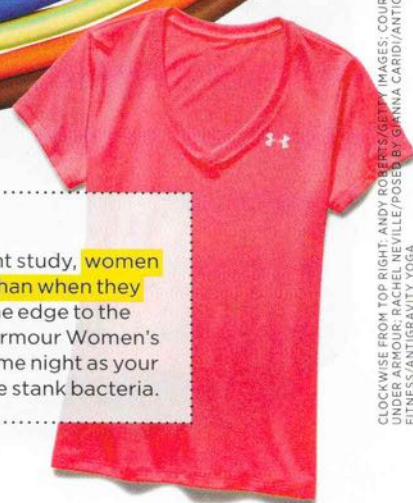 nt study, women
han when they
e edge to the
rmour Women's
me night as your
e stank bacteria.
CLOCKWISE FROM TOP RIGHT: ANDY ROBERTS/GETTY IMAGES; COUR
UNDER ARMOUR; RACHEL NEVILLE/POSED BY GIANNA CARIDI/ANTIG
FITNESS/ANTIGRAVITY YOGA